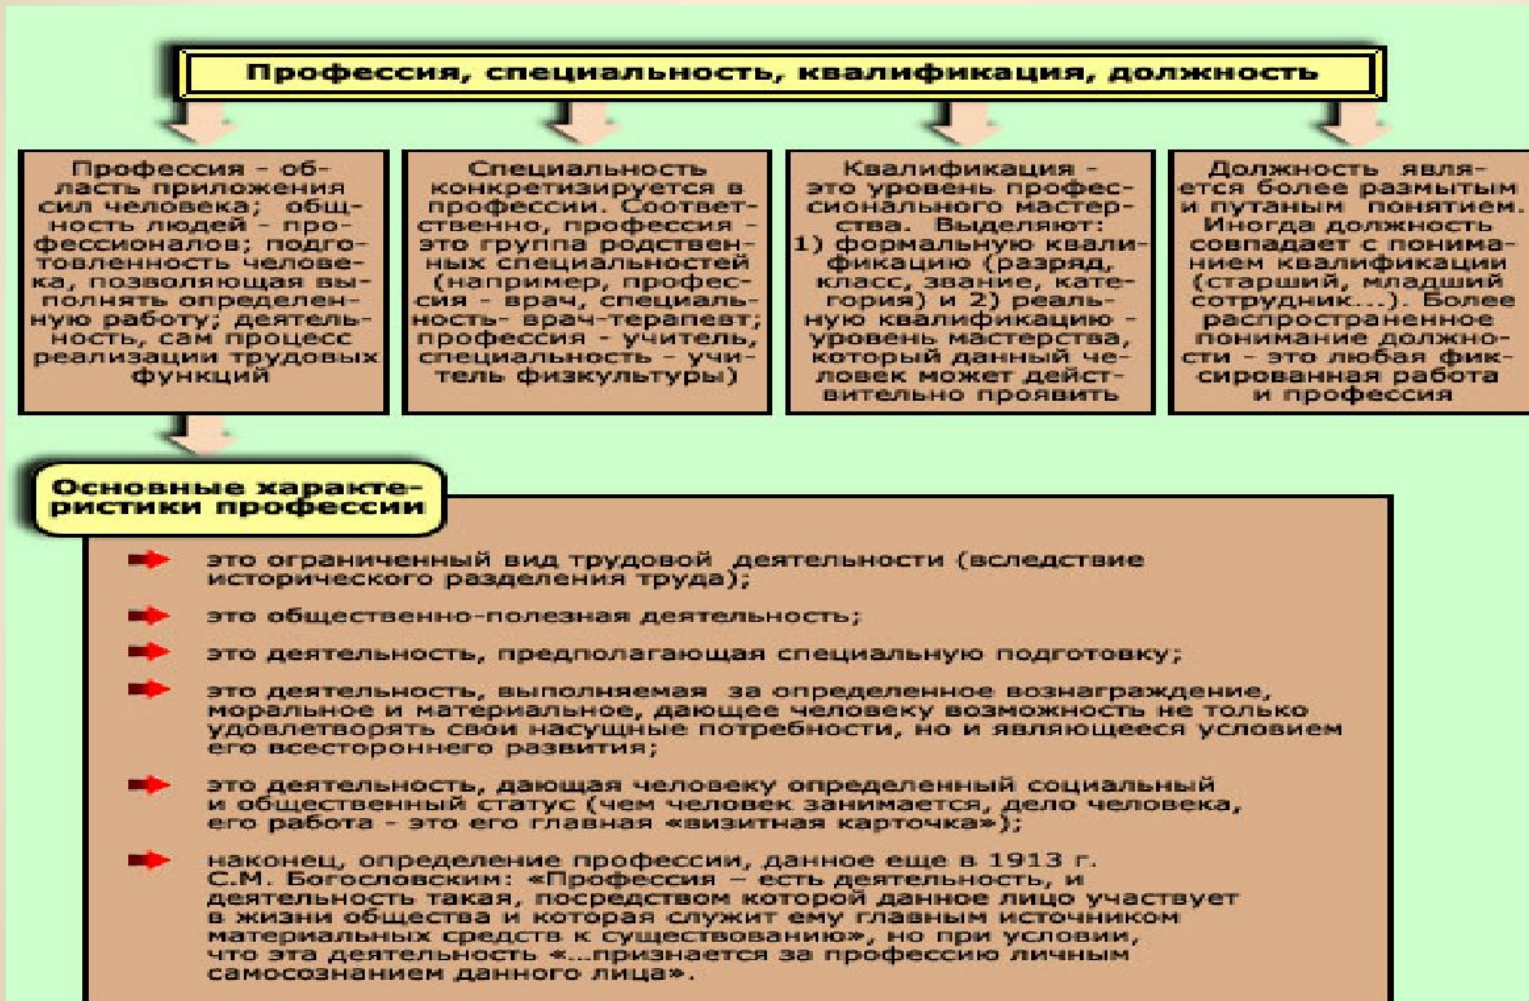 Профессия, специальность, квалификация, должность
Профессия - об-
ласть приложения
сил человека; общ-
ность людей - про-
фессионалов; подго-
товленность челове-
ка, позволяющая вы-
полнять определен-
ную работу; деятель-
ность, сам процесс
реализации трудовых
функций
Специальность
конкретизируется в
профессии. Соответ-
ственно, профессия -
это группа родствен-
ных специальностей
(например, профес-
сия - врач, специаль-
ность- врач-терапевт;
профессия - учитель,
специальность - учи-
тель физкультуры)
Квалификация -
это уровень профес-
сионального мастер-
ства. Выделяют:
1) формальную квали-
фикацию (разряд,
класс, звание, кате-
гория) и 2) реаль-
ную квалификацию -
уровень мастерства,
который данный че-
ловек может дейст-
вительно проявить
Должность явля-
ется более размытым
и путаным понятием.
Иногда должность
совпадает с понима-
нием квалификации
(старший, младший
сотрудник...). Более
распространенное
понимание должно-
сти - это любая фик-
сированная работа
и профессия
Основные характе-
ристики профессии
это ограниченный вид трудовой деятельности (вследствие
исторического разделения труда);
это общественно-полезная деятельность;
это деятельность, предполагающая специальную подготовку;
это деятельность, выполняемая за определенное вознаграждение,
моральное и материальное, дающее человеку возможность не только
удовлетворять свои насущные потребности, но и являющееся условием
его всестороннего развития;
это деятельность, дающая человеку определенный социальный
и общественный статус (чем человек занимается, дело человека,
его работа - это его главная «визитная карточка»);
наконец, определение профессии, данное еще в 1913 г.
С.М. Богословским: «Профессия – есть деятельность, и
деятельность такая, посредством которой данное лицо участвует
в жизни общества и которая служит ему главным источником
материальных средств к существованию», но при условии,
что эта деятельность «...признается за профессию личным
самосознанием данного лица».